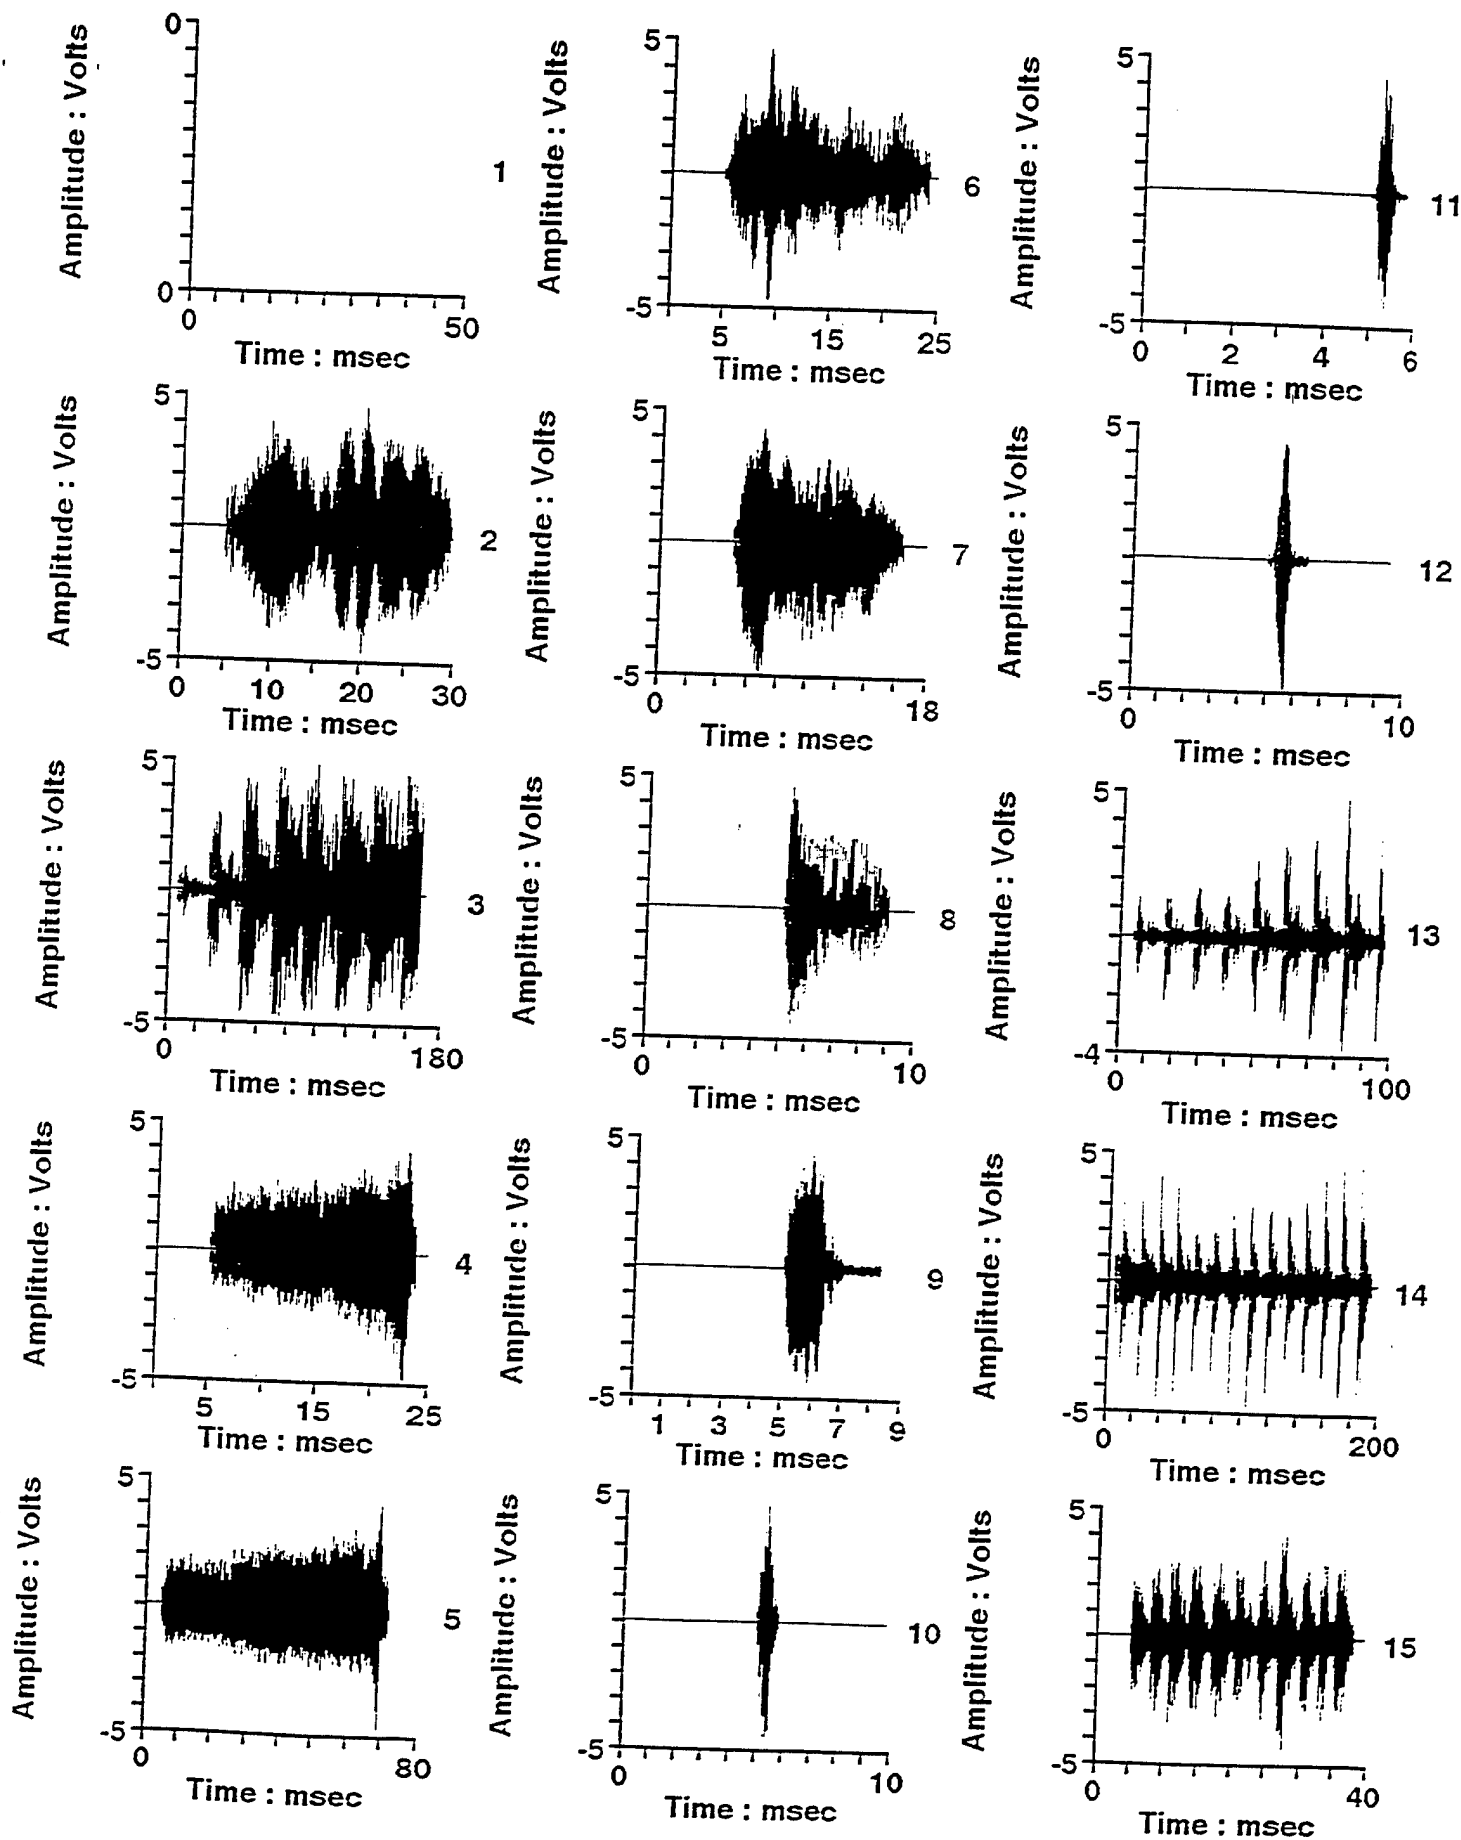 Amplitude : Volts
0
0
0 50
Time : msec
1
Amplitude : Volts
5
-5
5 15 25
Time : msec
6
Amplitude : Volts
5
-5
0 2 4 6
Time : msec
11
Amplitude : Volts
5
-5
0 10 20 30
Time : msec
2
Amplitude : Volts
5
-5
0 18
Time : msec
7
Amplitude : Volts
5
-5
0 10
Time : msec
12
Amplitude : Volts
5
-5
0 180
Time : msec
3
Amplitude : Volts
5
-5
0 10
Time : msec
8
Amplitude : Volts
5
-4
0 100
Time : msec
13
Amplitude : Volts
5
-5
5 15 25
Time : msec
4
Amplitude : Volts
5
-5
1 3 5 7 9
Time : msec
9
Amplitude : Volts
5
-5
0 200
Time : msec
14
Amplitude : Volts
5
-5
0 80
Time : msec
5
Amplitude : Volts
5
-5
0 10
Time : msec
10
Amplitude : Volts
5
-5
0 40
Time : msec
15